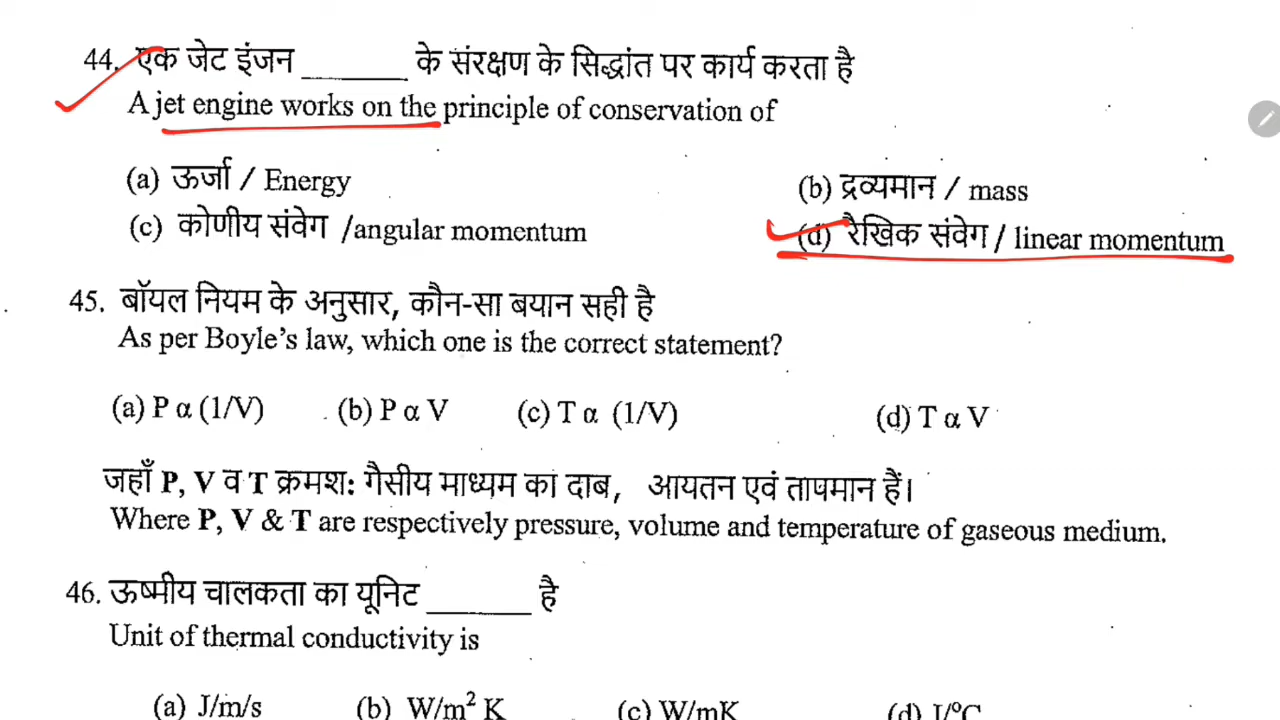 44. एक जेट इंजन _______ के संरक्षण के सिद्धांत पर कार्य करता है
A jet engine works on the principle of conservation of
(a) ऊर्जा / Energy (b) द्रव्यमान / mass
(c) कोणीय संवेग /angular momentum (d) रैखिक संवेग / linear momentum
45. बॉयल नियम के अनुसार, कौन-सा बयान सही है
As per Boyle's law, which one is the correct statement?
(a) P α (1/V) (b) P α V (c) T α (1/V) (d) T α V
जहाँ P, V व T क्रमश: गैसीय माध्यम का दाब, आयतन एवं तापमान हैं।
Where P, V & T are respectively pressure, volume and temperature of gaseous medium.
46. ऊष्मीय चालकता का यूनिट _______ है
Unit of thermal conductivity is
(a) J/m/s (b) W/m² K (c) W/mK (d) J/⁰C